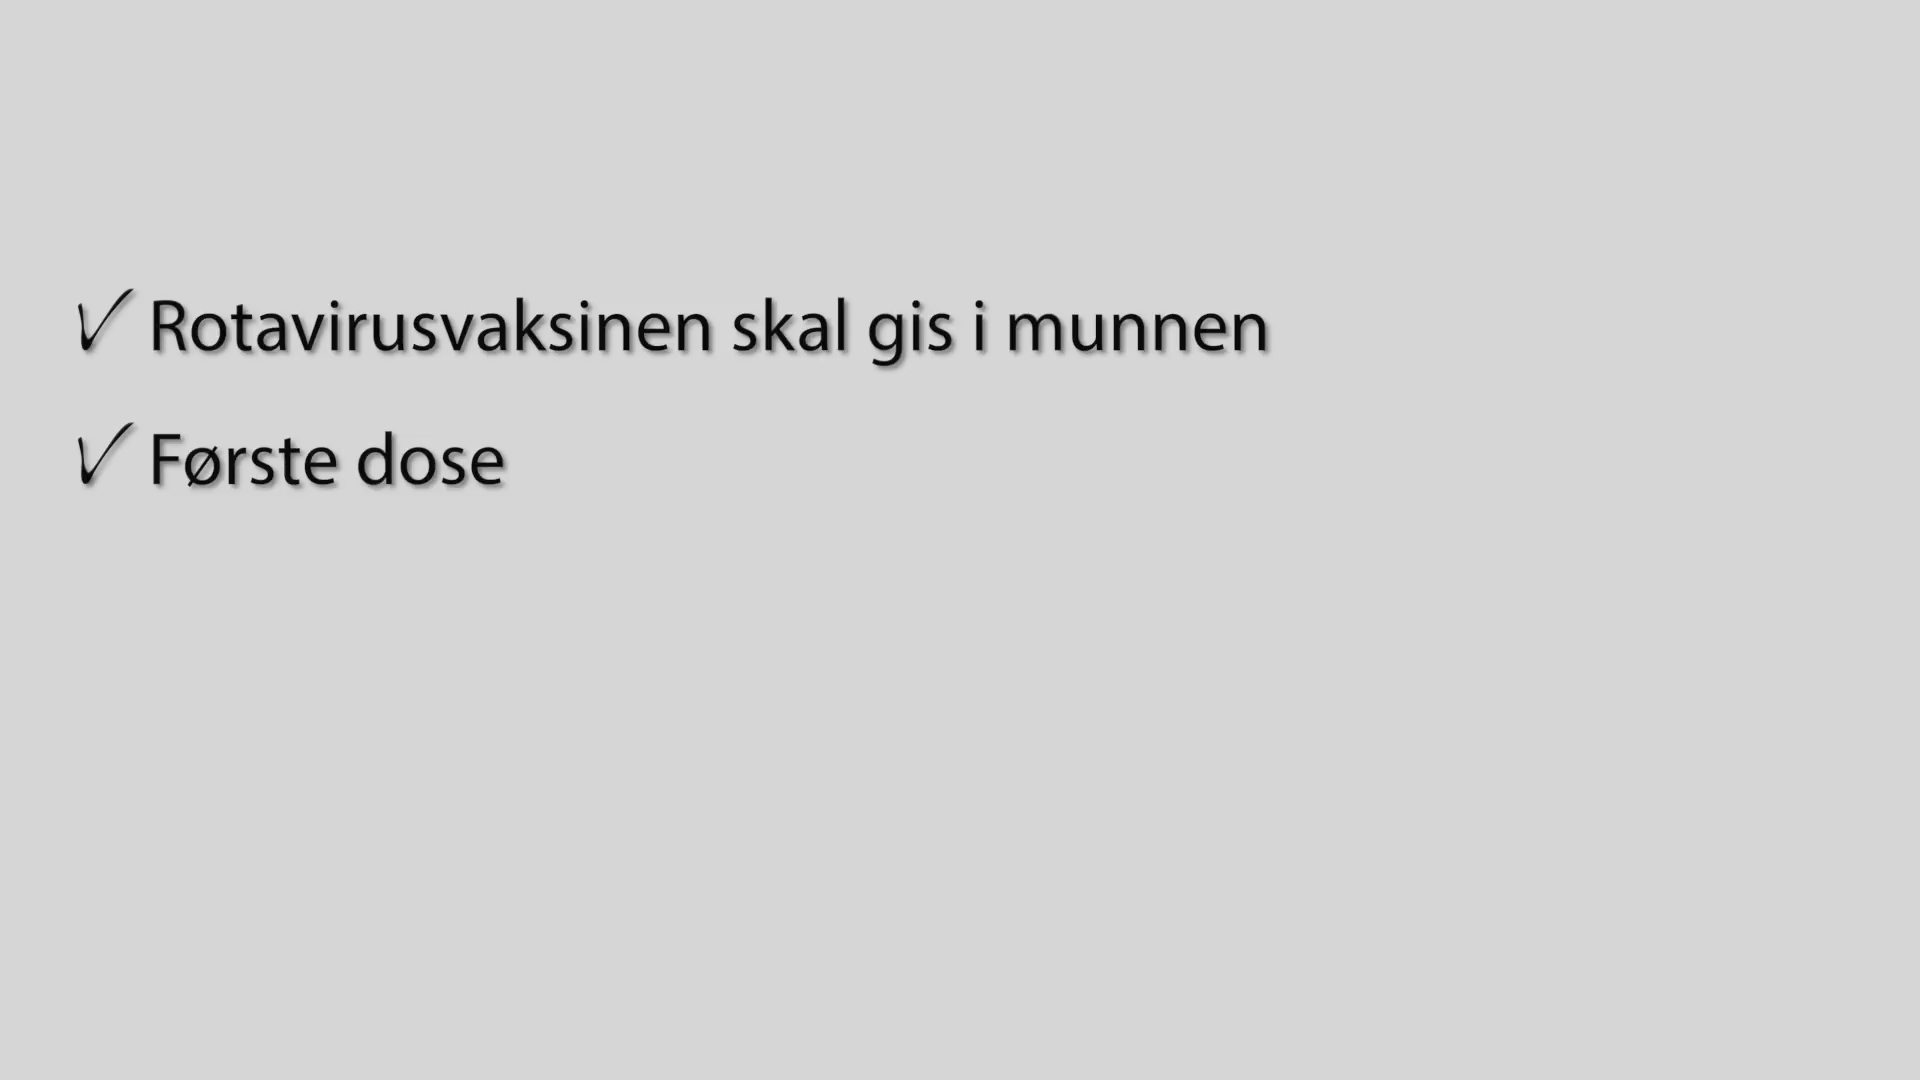 ✓ Rotavirusvaksinen skal gis i munnen
✓ Første dose